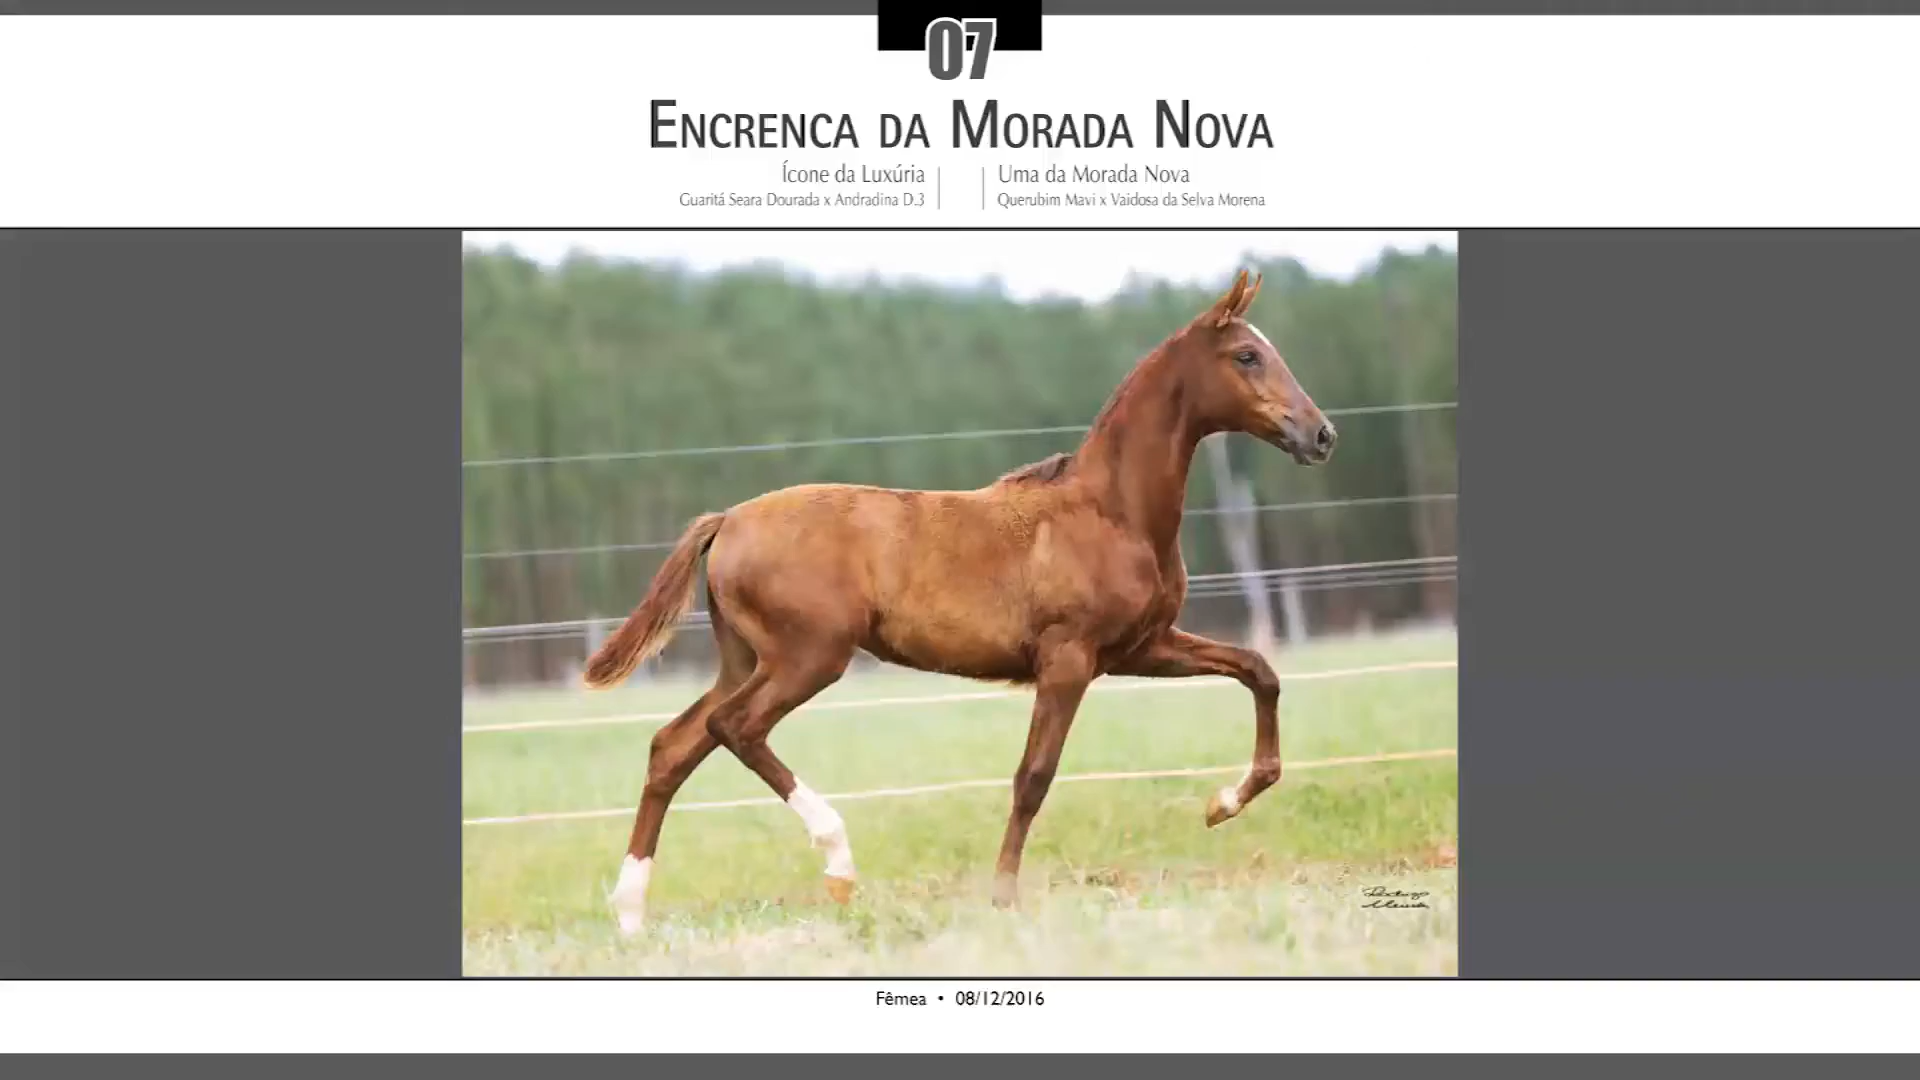 07
Encrenca da Morada Nova
Ícone da Luxúria
Guaritá Seara Dourada x Andradina D.3
Uma da Morada Nova
Querubim Mavi x Vaidosa da Selva Morena
Fêmea • 08/12/2016